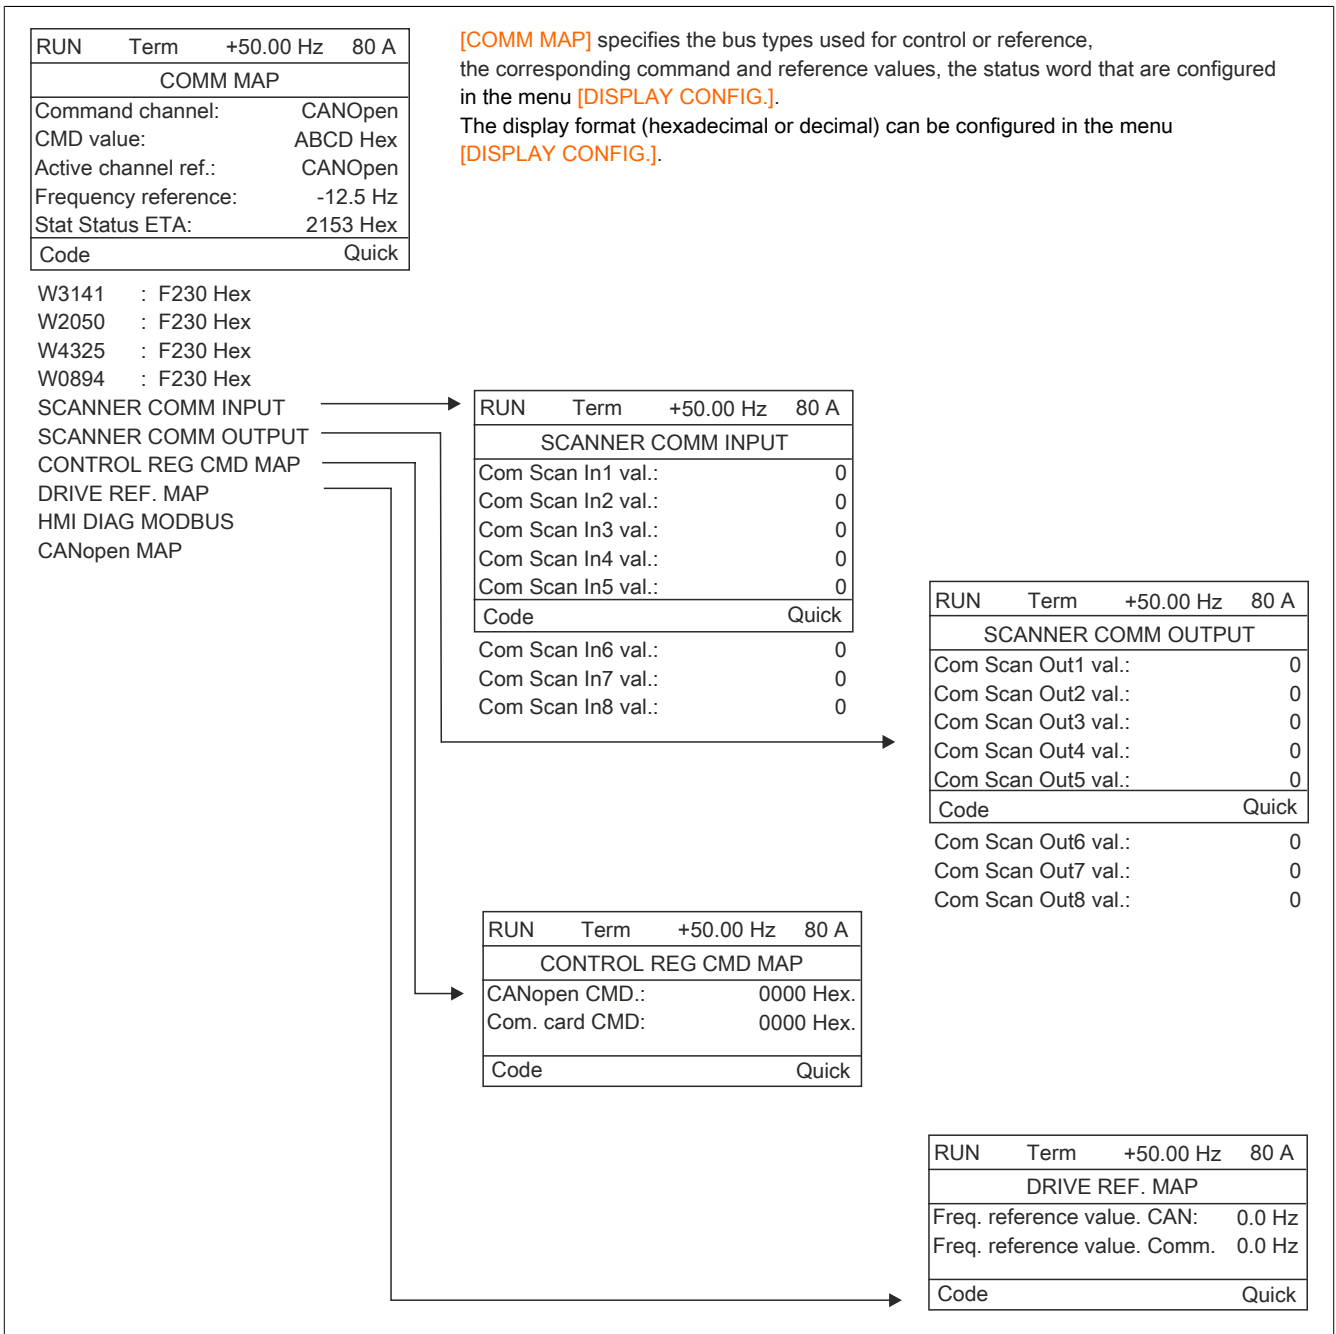 RUN Term +50.00 Hz 80 A
COMM MAP
Command channel: CANOpen
CMD value: ABCD Hex
Active channel ref.: CANOpen
Frequency reference: -12.5 Hz
Stat Status ETA: 2153 Hex
Code Quick
[COMM MAP] specifies the bus types used for control or reference,
the corresponding command and reference values, the status word that are configured
in the menu [DISPLAY CONFIG.].
The display format (hexadecimal or decimal) can be configured in the menu
[DISPLAY CONFIG.].
W3141 : F230 Hex
W2050 : F230 Hex
W4325 : F230 Hex
W0894 : F230 Hex
SCANNER COMM INPUT
SCANNER COMM OUTPUT
CONTROL REG CMD MAP
DRIVE REF. MAP
HMI DIAG MODBUS
CANopen MAP
RUN Term +50.00 Hz 80 A
SCANNER COMM INPUT
Com Scan In1 val.: 0
Com Scan In2 val.: 0
Com Scan In3 val.: 0
Com Scan In4 val.: 0
Com Scan In5 val.: 0
Code Quick
Com Scan In6 val.: 0
Com Scan In7 val.: 0
Com Scan In8 val.: 0
RUN Term +50.00 Hz 80 A
SCANNER COMM OUTPUT
Com Scan Out1 val.: 0
Com Scan Out2 val.: 0
Com Scan Out3 val.: 0
Com Scan Out4 val.: 0
Com Scan Out5 val.: 0
Code Quick
Com Scan Out6 val.: 0
Com Scan Out7 val.: 0
Com Scan Out8 val.: 0
RUN Term +50.00 Hz 80 A
CONTROL REG CMD MAP
CANopen CMD.: 0000 Hex.
Com. card CMD: 0000 Hex.
Code Quick
RUN Term +50.00 Hz 80 A
DRIVE REF. MAP
Freq. reference value. CAN: 0.0 Hz
Freq. reference value. Comm. 0.0 Hz
Code Quick